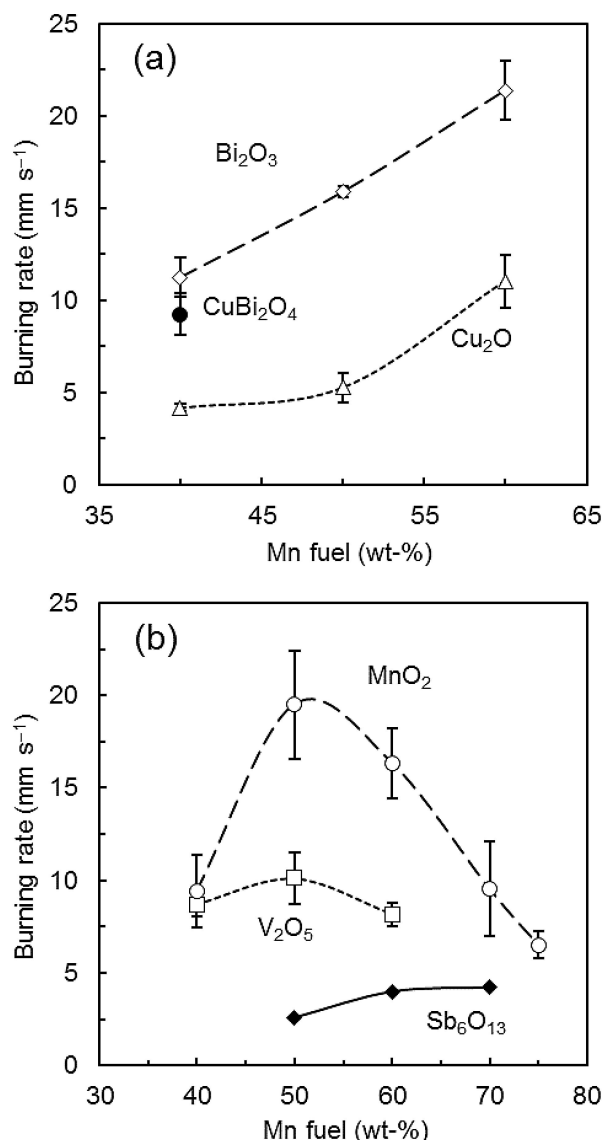 25
(a)
20
Bi₂O₃
15
10
CuBi₂O₄
Cu₂O
5
0
35 45 55 65
Mn fuel (wt-%)
Burning rate (mm s⁻¹)
25
(b)
MnO₂
20
15
10
V₂O₅
5
Sb₆O₁₃
0
30 40 50 60 70 80
Mn fuel (wt-%)
Burning rate (mm s⁻¹)